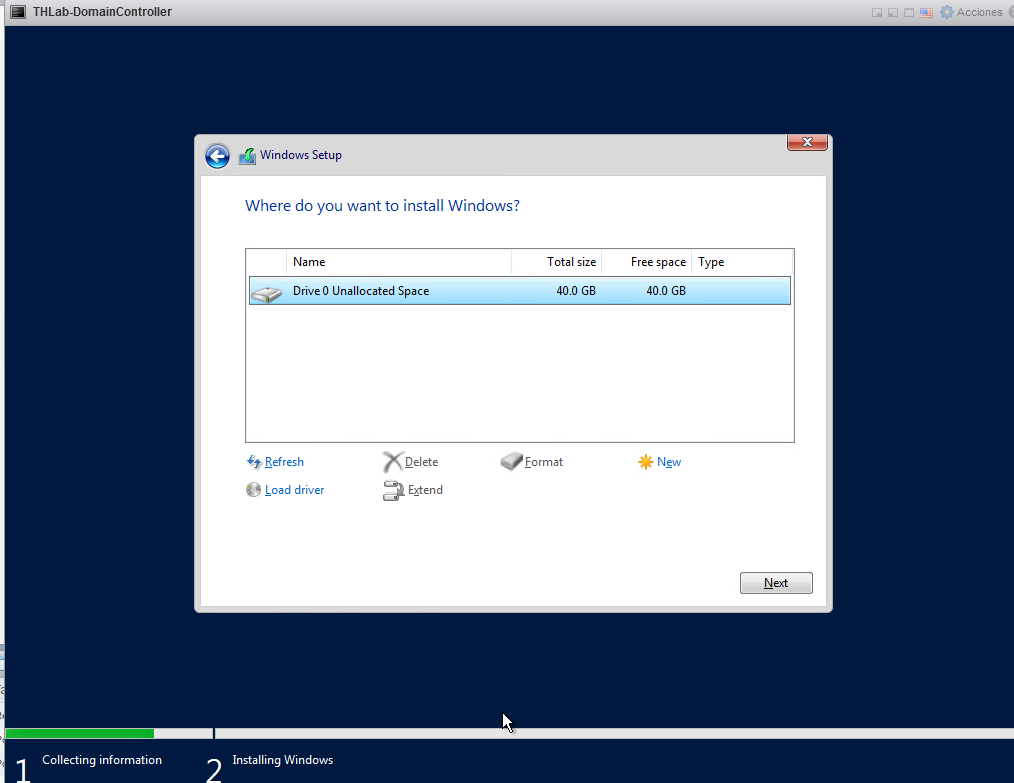 THLab-DomainController
Acciones
Windows Setup
Where do you want to install Windows?
Name Total size Free space Type
Drive 0 Unallocated Space 40.0 GB 40.0 GB
Refresh Delete Format New
Load driver Extend
Next
1 Collecting information 2 Installing Windows